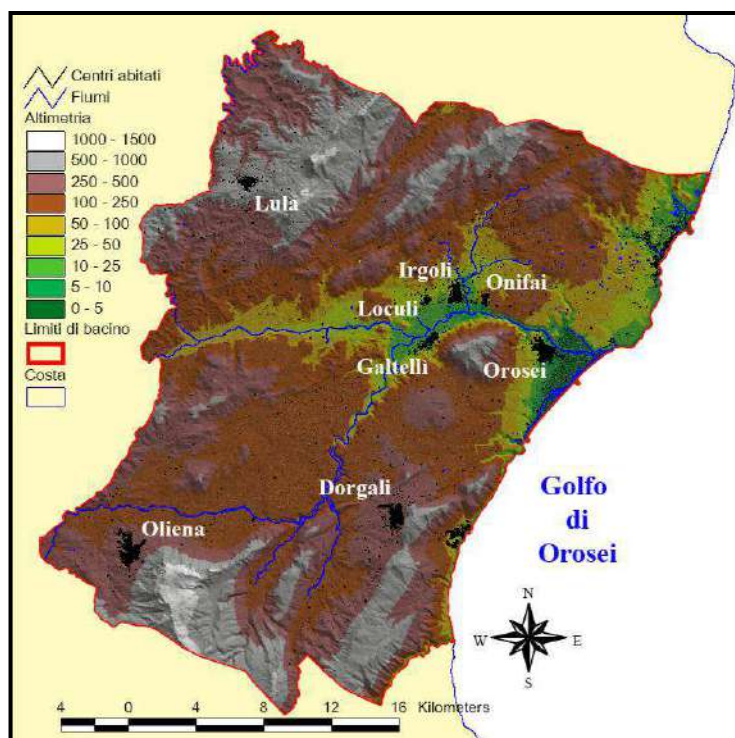 Centri abitati
Fiumi
Altimetria
1000 - 1500
500 - 1000
250 - 500
100 - 250
50 - 100
25 - 50
10 - 25
5 - 10
0 - 5
Limiti di bacino
Costa
Lula
Irgoli
Onifai
Loculi
Galtellì
Orosei
Dorgali
Oliena
Golfo
di
Orosei
N
W E
S
4 0 4 8 12 16 Kilometers